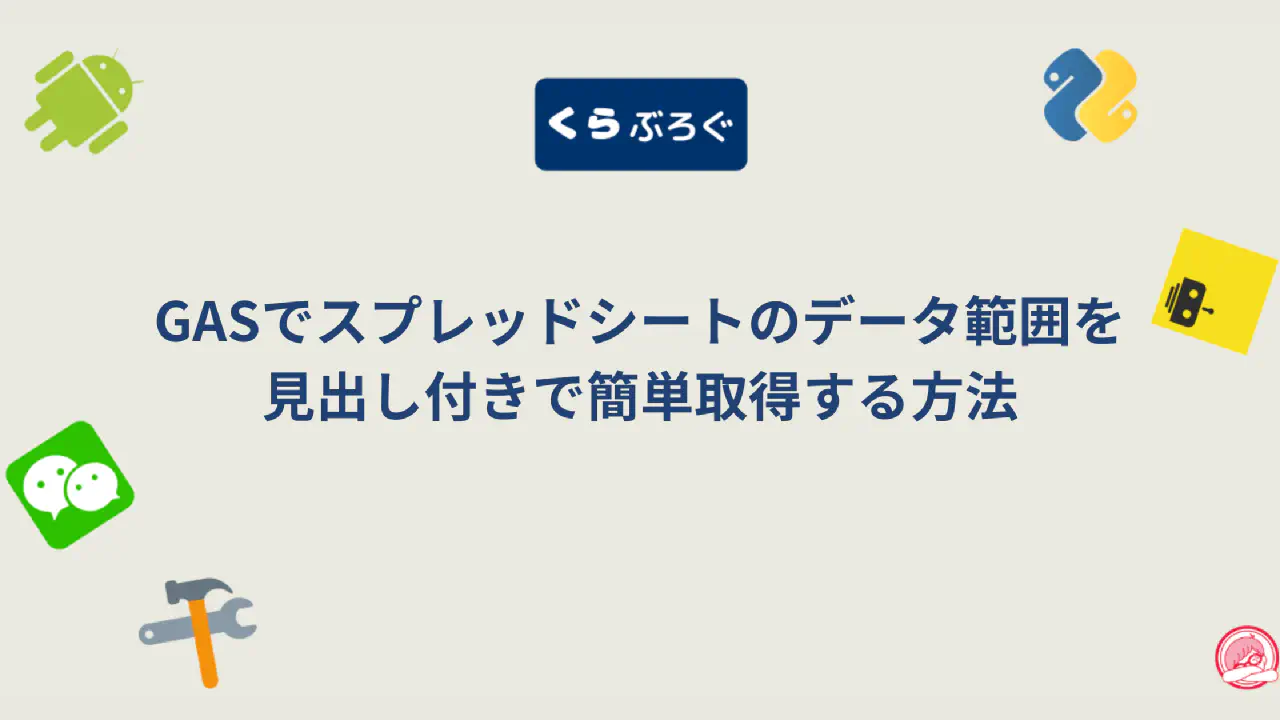 くらぶろぐ
GASでスプレッドシートのデータ範囲を
見出し付きで簡単取得する方法